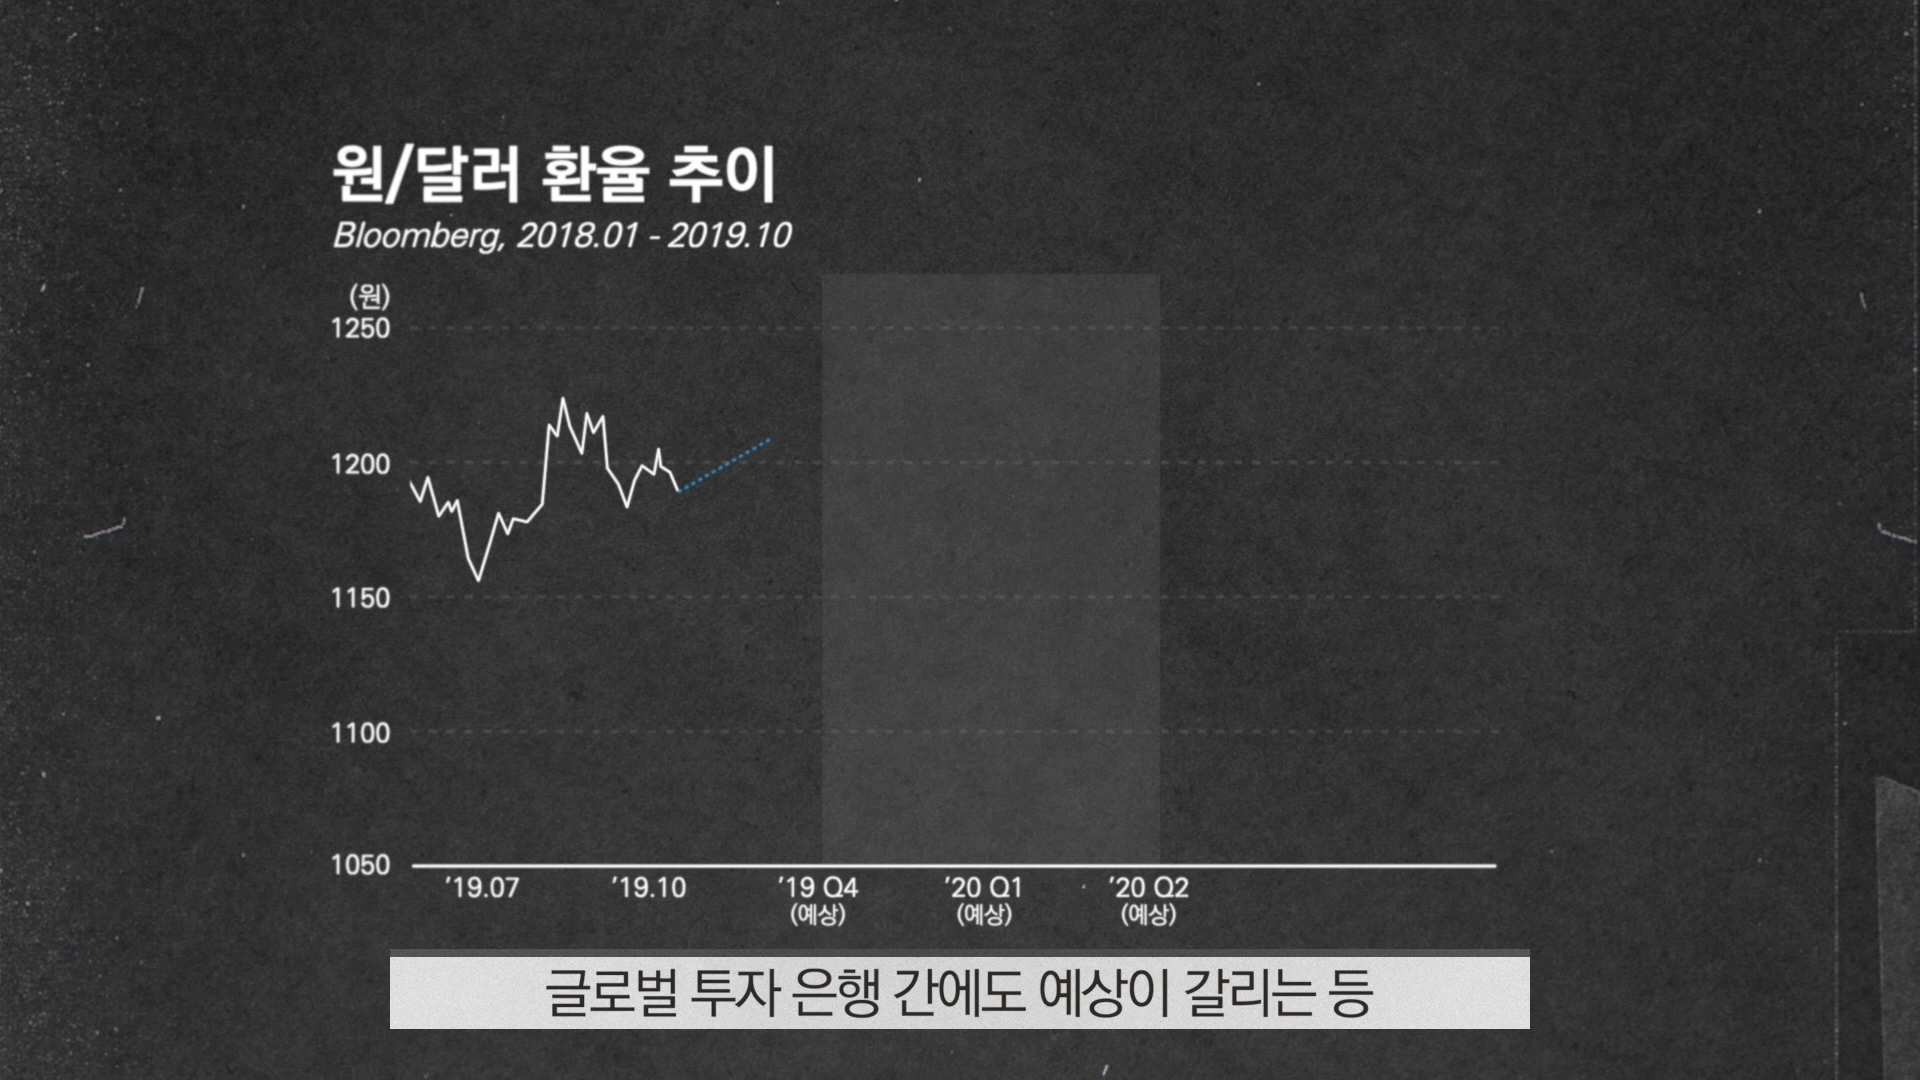 원/달러 환율 추이
Bloomberg, 2018.01 - 2019.10
(원)
1250
1200
1150
1100
1050
'19.07 '19.10 '19 Q4 '20 Q1 '20 Q2
(예상) (예상) (예상)
글로벌 투자 은행 간에도 예상이 갈리는 등